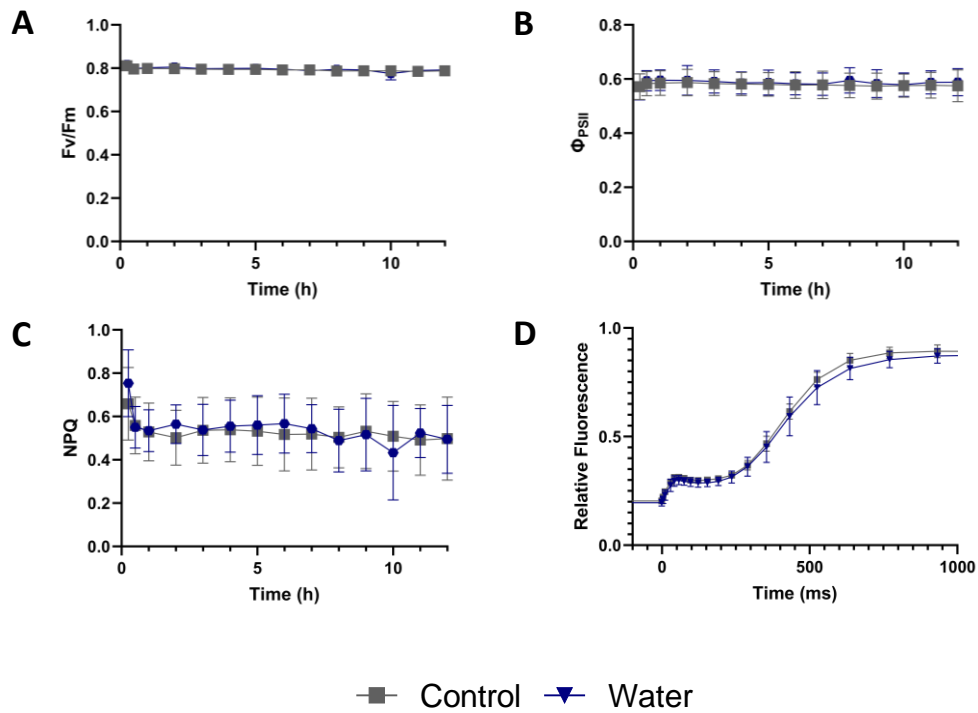 A
1.0
0.8
0.6
0.4
0.2
0.0
Fv/Fm
0 5 10
Time (h)
B
0.8
0.6
0.4
0.2
0.0
ΦPSII
0 5 10
Time (h)
C
1.0
0.8
0.6
0.4
0.2
0.0
NPQ
0 5 10
Time (h)
D
1.0
0.5
0.0
Relative Fluorescence
0 500 1000
Time (ms)
Control Water